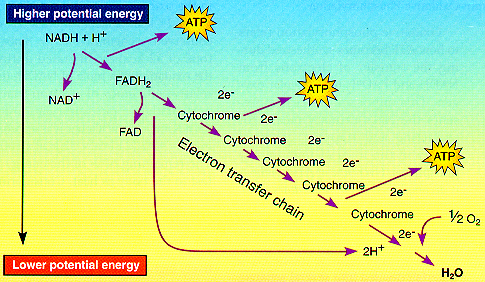 Higher potential energy
ATP
NADH + H⁺
FADH₂
NAD⁺
2e⁻
ATP
Cytochrome
2e⁻
FAD
Cytochrome
2e⁻
Electron transfer chain
Cytochrome
2e⁻
ATP
Cytochrome
2e⁻
Cytochrome
½ O₂
2e⁻
2H⁺
Lower potential energy
H₂O